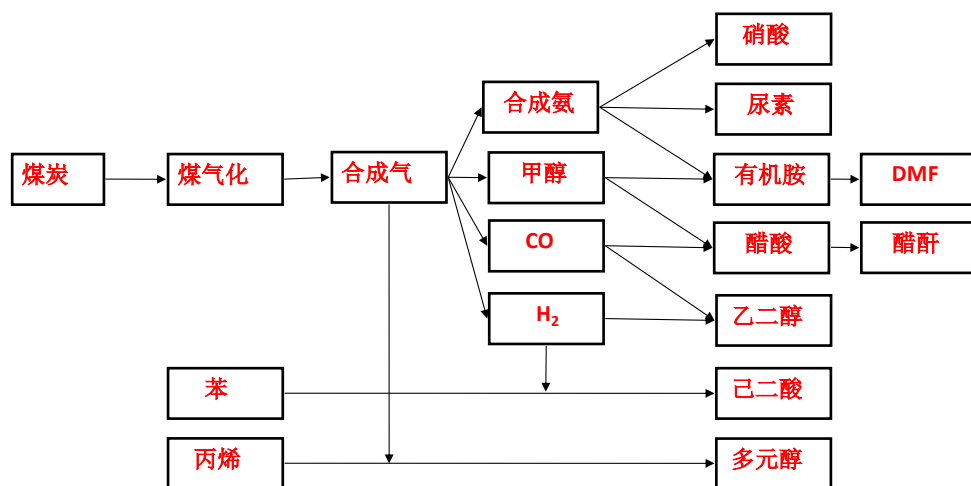 硝酸
合成氨
尿素
煤炭
煤气化
合成气
甲醇
有机胺
DMF
CO
醋酸
醋酐
H₂
乙二醇
苯
己二酸
丙烯
多元醇